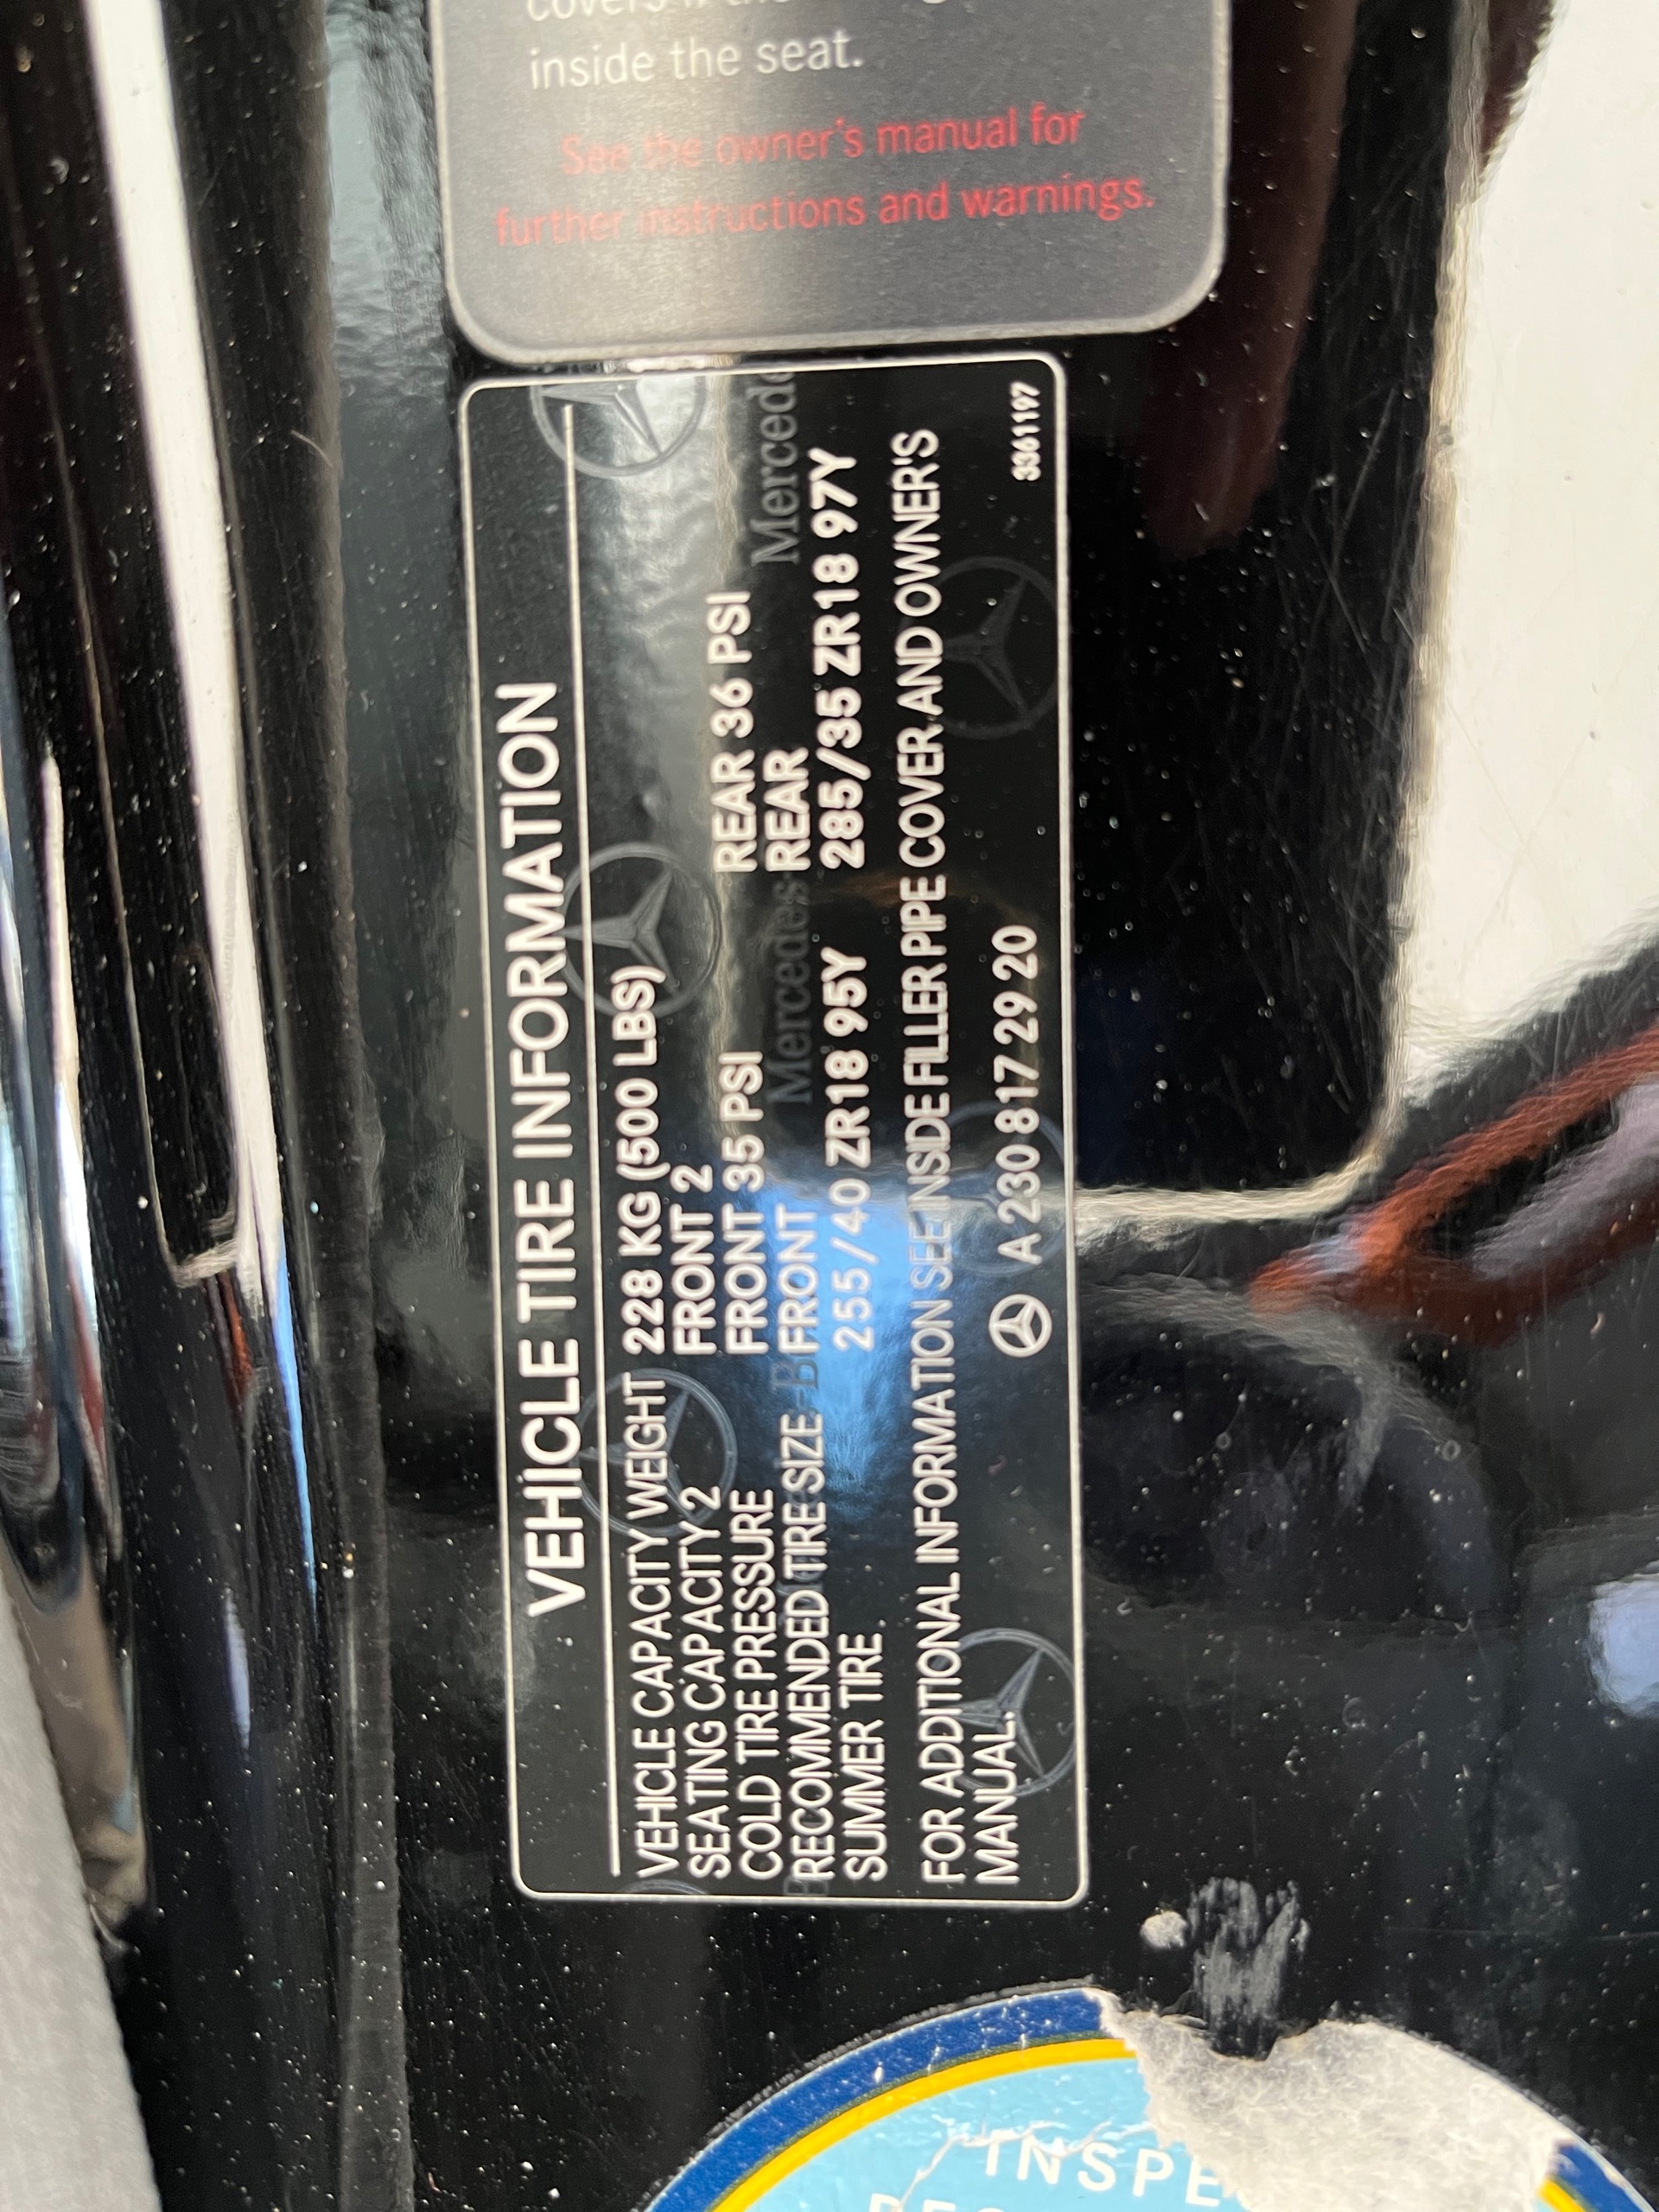 inside the seat.
See the owner's manual for
further instructions and warnings.
VEHICLE TIRE INFORMATION
VEHICLE CAPACITY WEIGHT 228 KG (500 LBS)
SEATING CAPACITY 2 FRONT 2
COLD TIRE PRESSURE FRONT 35 PSI REAR 36 PSI
RECOMMENDED TIRE SIZE FRONT REAR
SUMMER TIRE 255/40 ZR18 95Y 285/35 ZR18 97Y
FOR ADDITIONAL INFORMATION SEE INSIDE FILLER PIPE COVER AND OWNER'S
MANUAL.
A 230 817 29 20
3361197
Mercedes